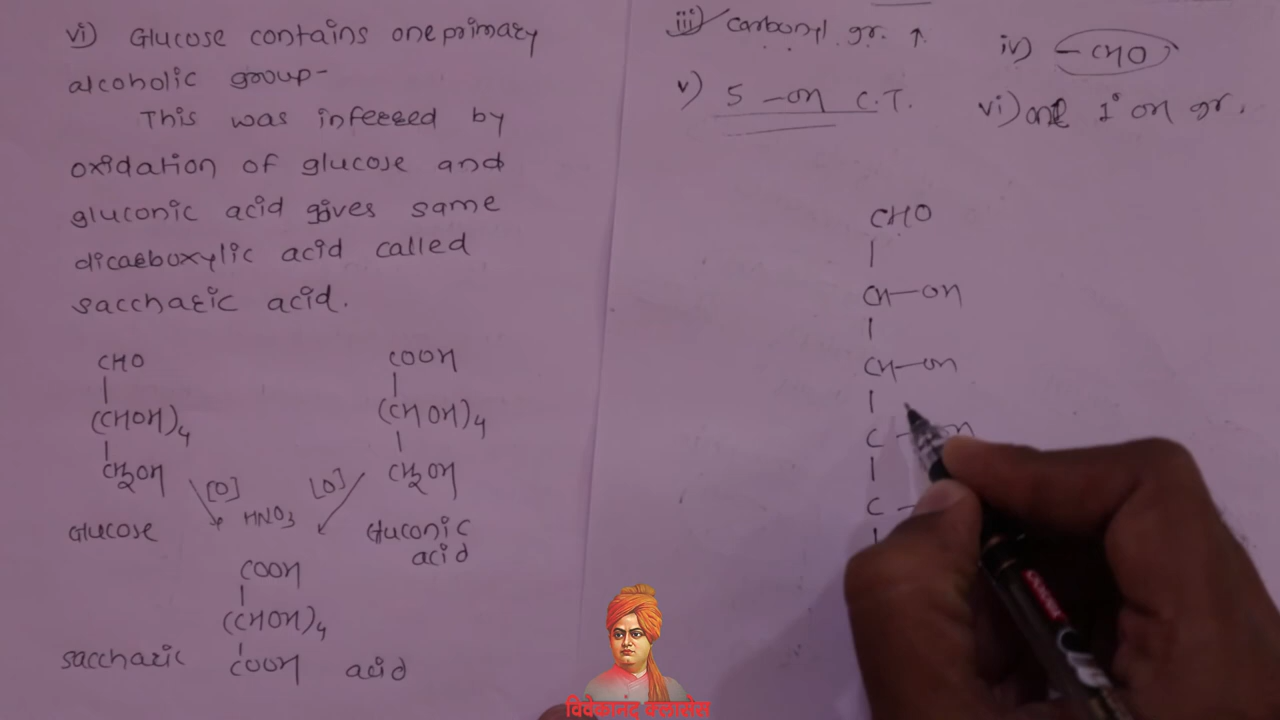 vi) Glucose contains one primary
alcoholic group-
This was inferred by
oxidation of glucose and
gluconic acid gives same
dicarboxylic acid called
saccharic acid.
CHO
(CHOH)4
CH2OH
Glucose
COOH
(CHOH)4
CH2OH
Gluconic
acid
[O]
HNO3
[O]
COOH
(CHOH)4
COOH
saccharic acid
iii) carbonyl gr. ↑
iv) -CHO
v) 5 -OH C.T.
vi) one 1° OH gr.
CHO
CH-OH
CH-OH
C -
C -
विवेकानंद क्लासेस